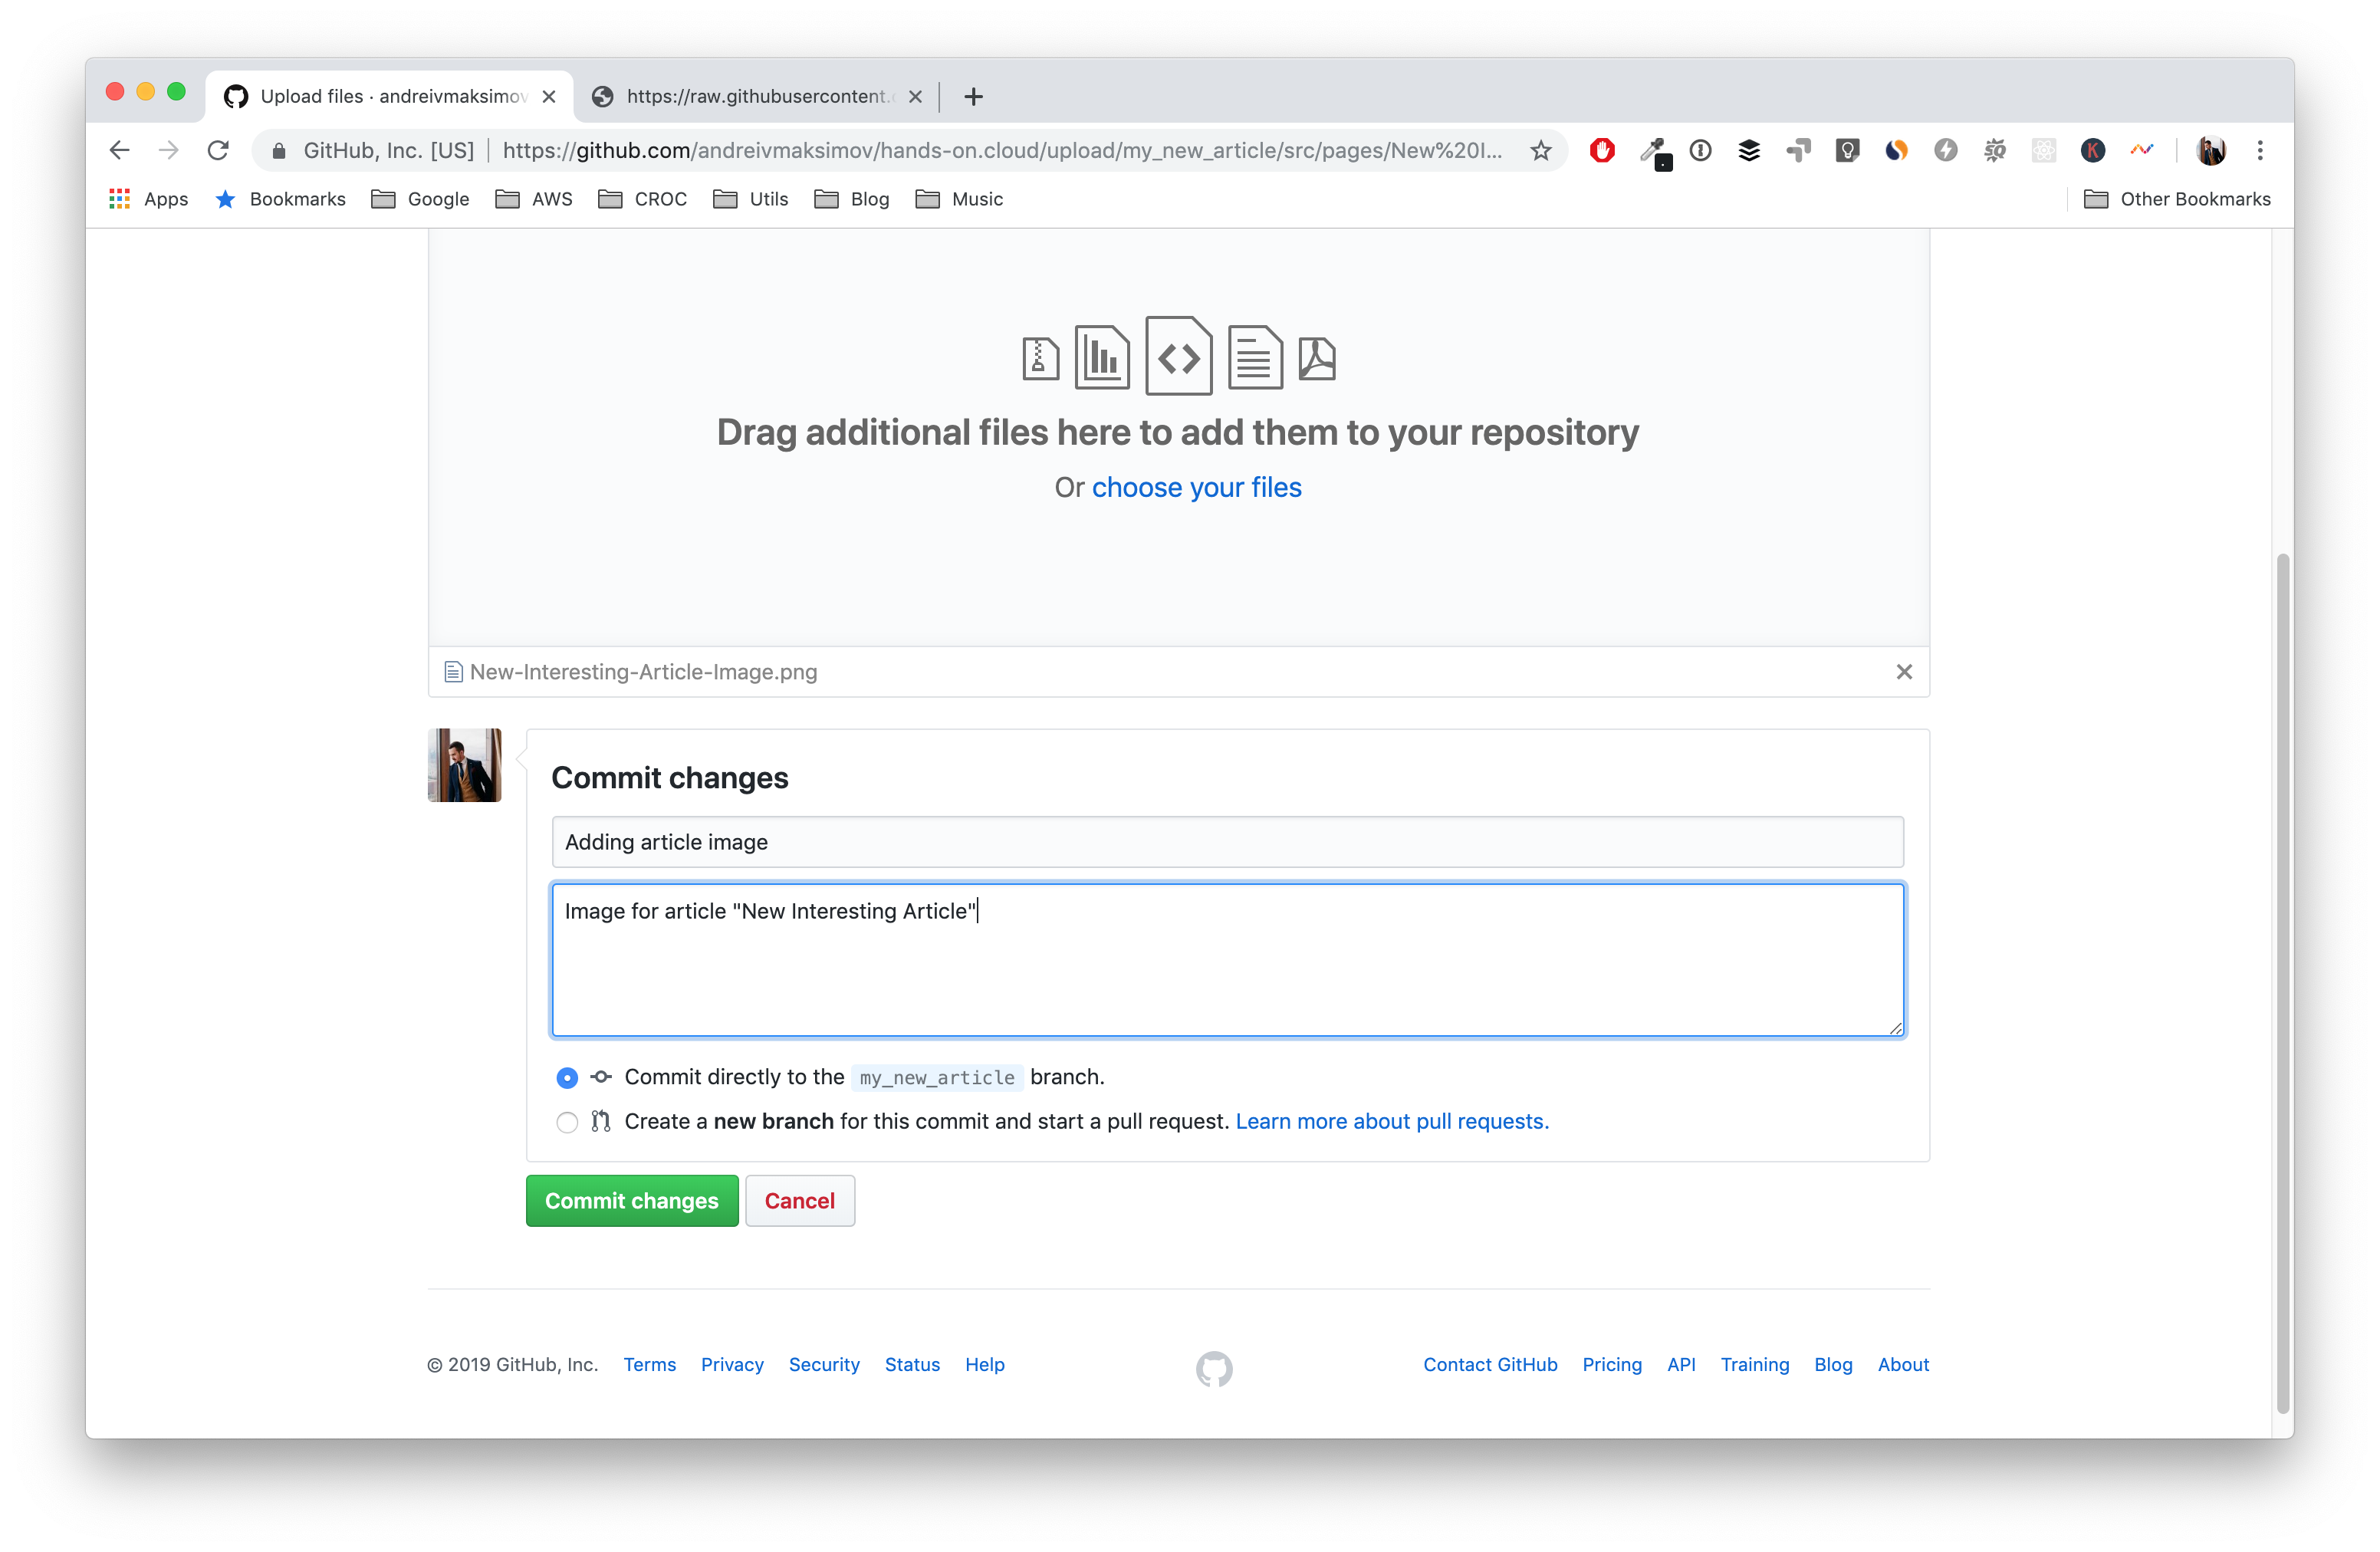 Upload files · andreivmaksimov
https://raw.githubusercontent.
GitHub, Inc. [US] https://github.com/andreivmaksimov/hands-on.cloud/upload/my_new_article/src/pages/New%20I...
Apps Bookmarks Google AWS CROC Utils Blog Music Other Bookmarks
Drag additional files here to add them to your repository
Or choose your files
New-Interesting-Article-Image.png
Commit changes
Adding article image
Image for article "New Interesting Article"
Commit directly to the my_new_article branch.
Create a new branch for this commit and start a pull request. Learn more about pull requests.
Commit changes Cancel
© 2019 GitHub, Inc. Terms Privacy Security Status Help Contact GitHub Pricing API Training Blog About